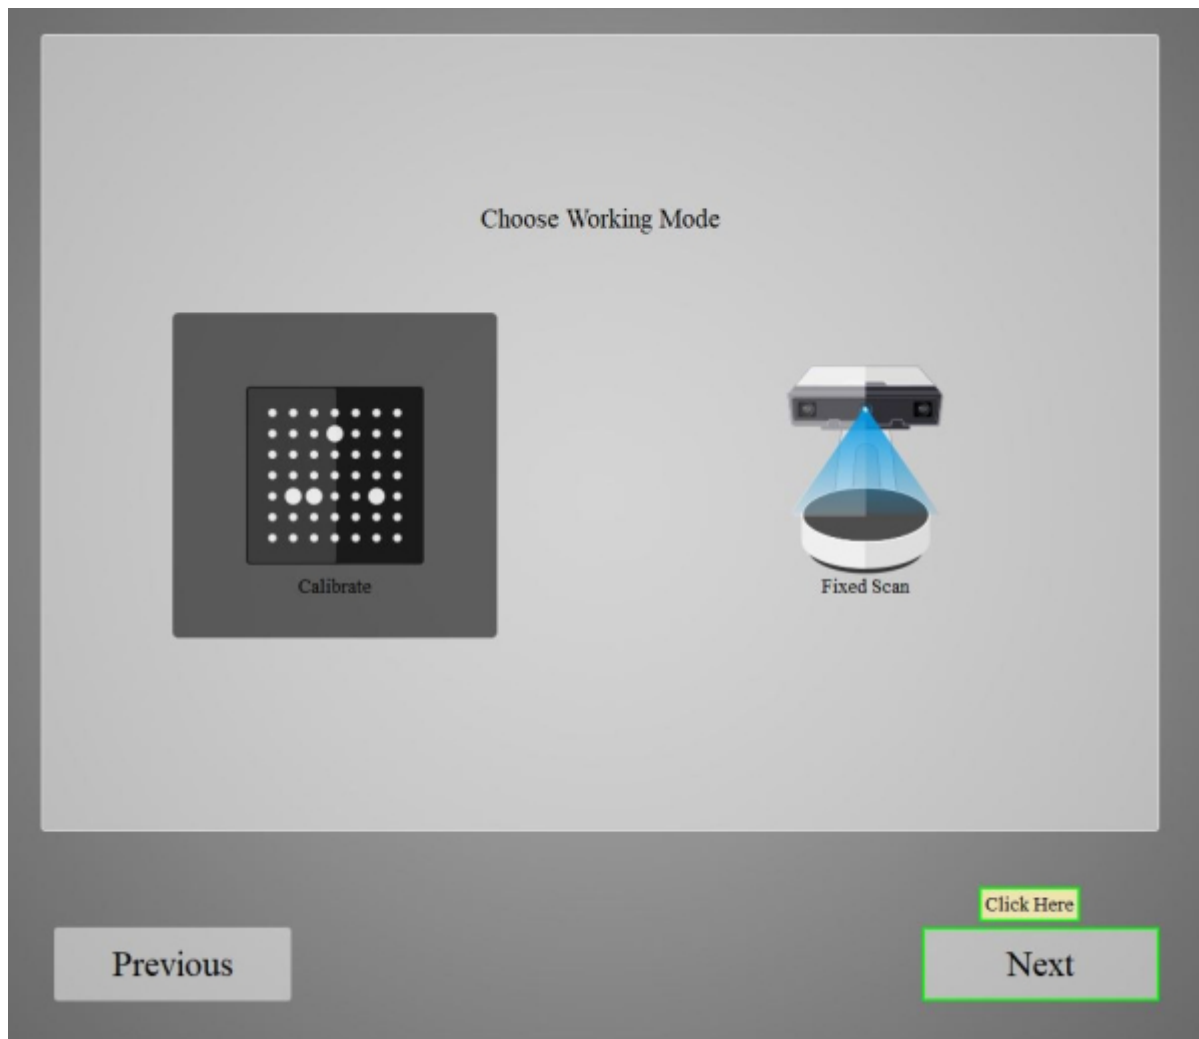 Choose Working Mode
Calibrate
Fixed Scan
Click Here
Previous
Next